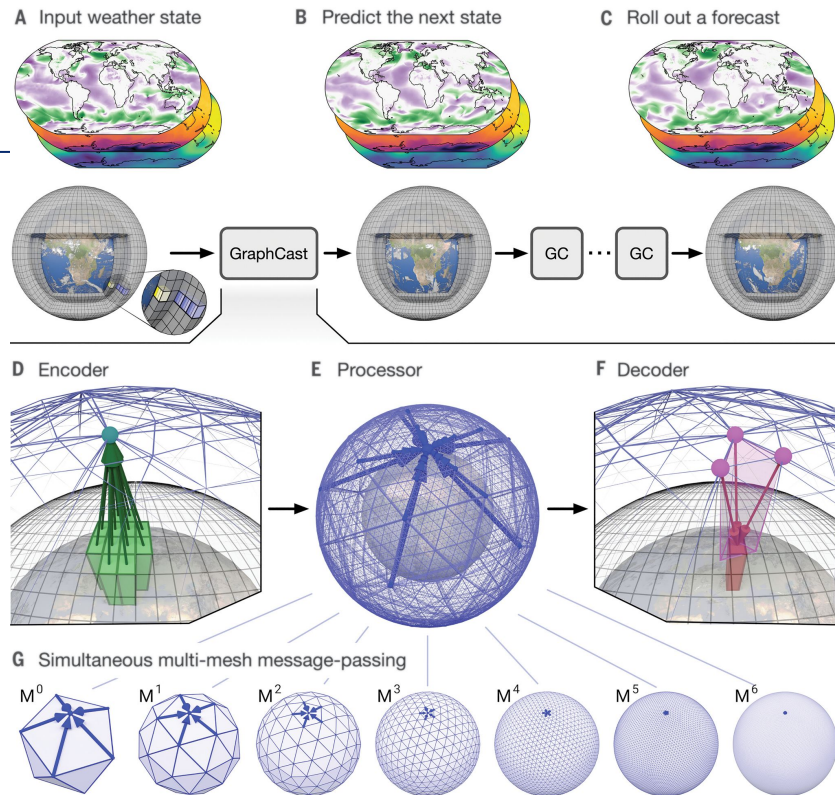 A Input weather state
B Predict the next state
C Roll out a forecast
GraphCast
GC
...
GC
D Encoder
E Processor
F Decoder
G Simultaneous multi-mesh message-passing
M0
M1
M2
M3
M4
M5
M6